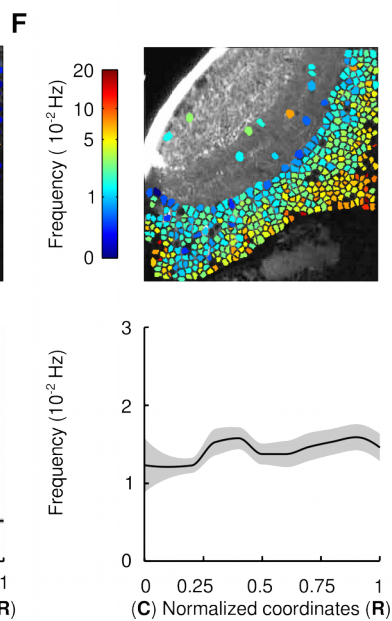 F
20
10
5
1
0
Frequency ( 10-2 Hz)
3
2
1
0
Frequency (10-2 Hz)
0 0.25 0.5 0.75 1
(C) Normalized coordinates (R)
1
R)